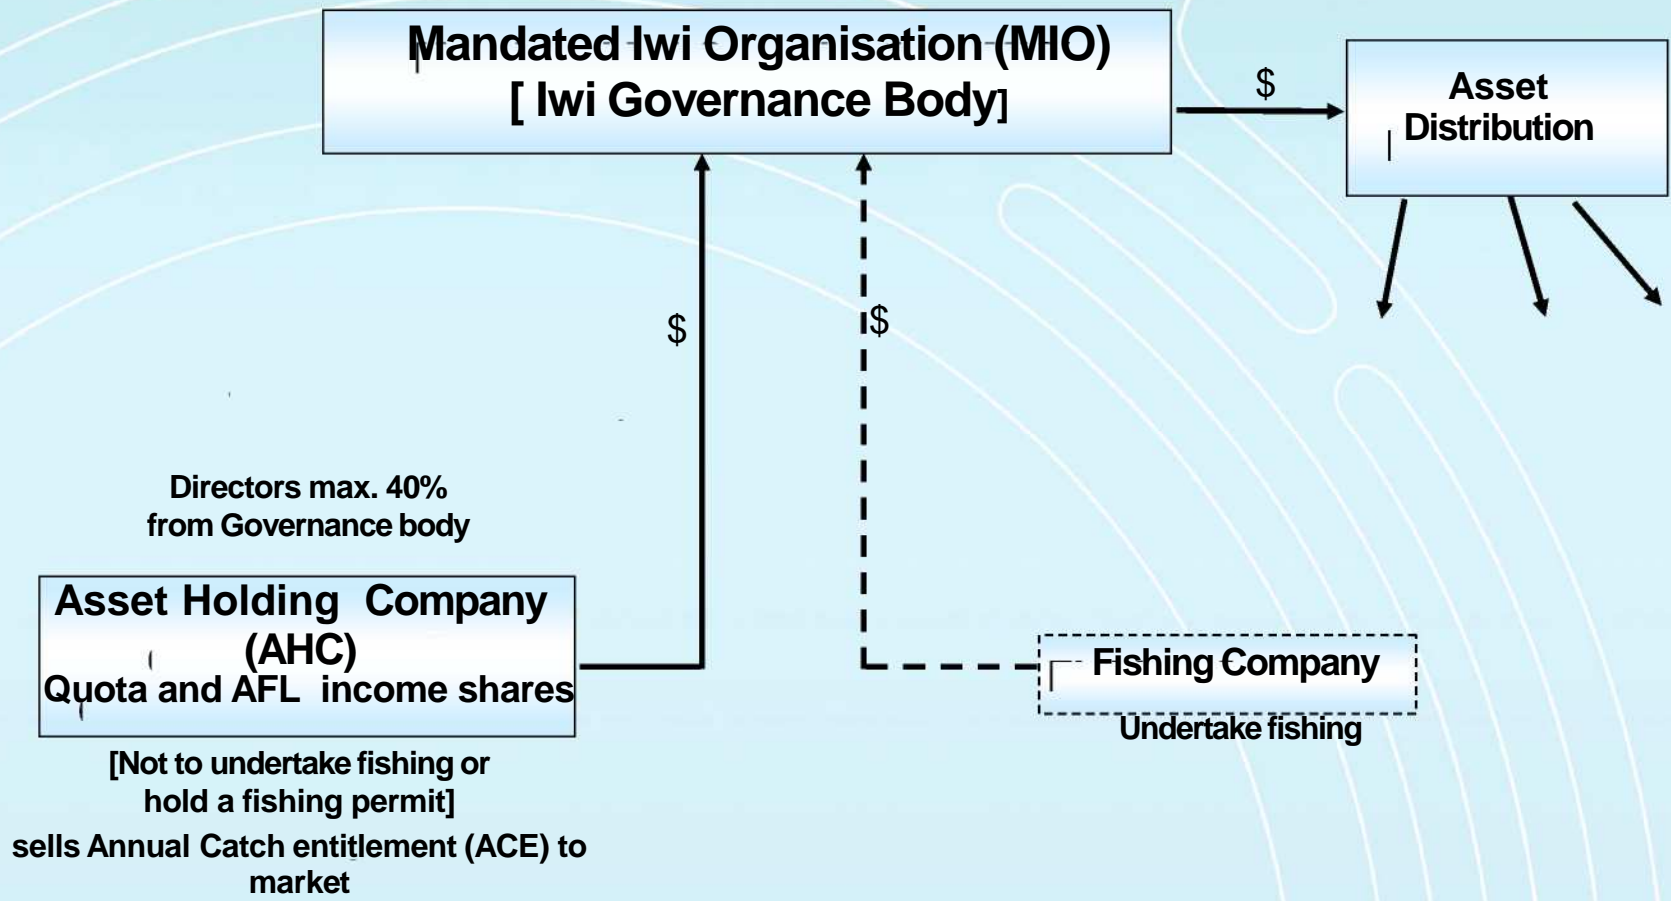 Mandated Iwi Organisation (MIO)
[ Iwi Governance Body]
$
Asset
Distribution
$
$
Directors max. 40%
from Governance body
Asset Holding Company
(AHC)
Quota and AFL income shares
[Not to undertake fishing or
hold a fishing permit]
sells Annual Catch entitlement (ACE) to
market
Fishing Company
Undertake fishing